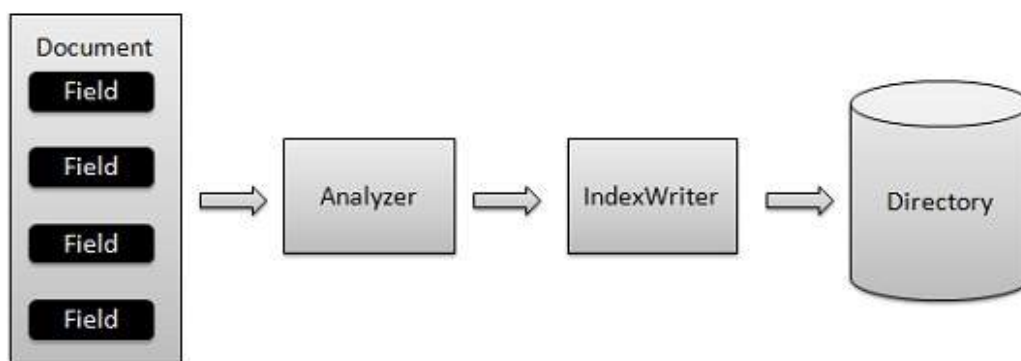 Document
Field
Field
Field
Field
Analyzer
IndexWriter
Directory